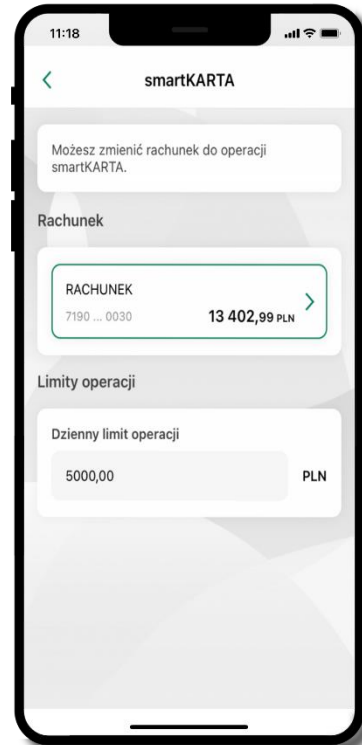 11:18
smartKARTA
Możesz zmienić rachunek do operacji
smartKARTA.
Rachunek
RACHUNEK
7190 ... 0030 13 402,99 PLN
Limity operacji
Dzienny limit operacji
5000,00 PLN